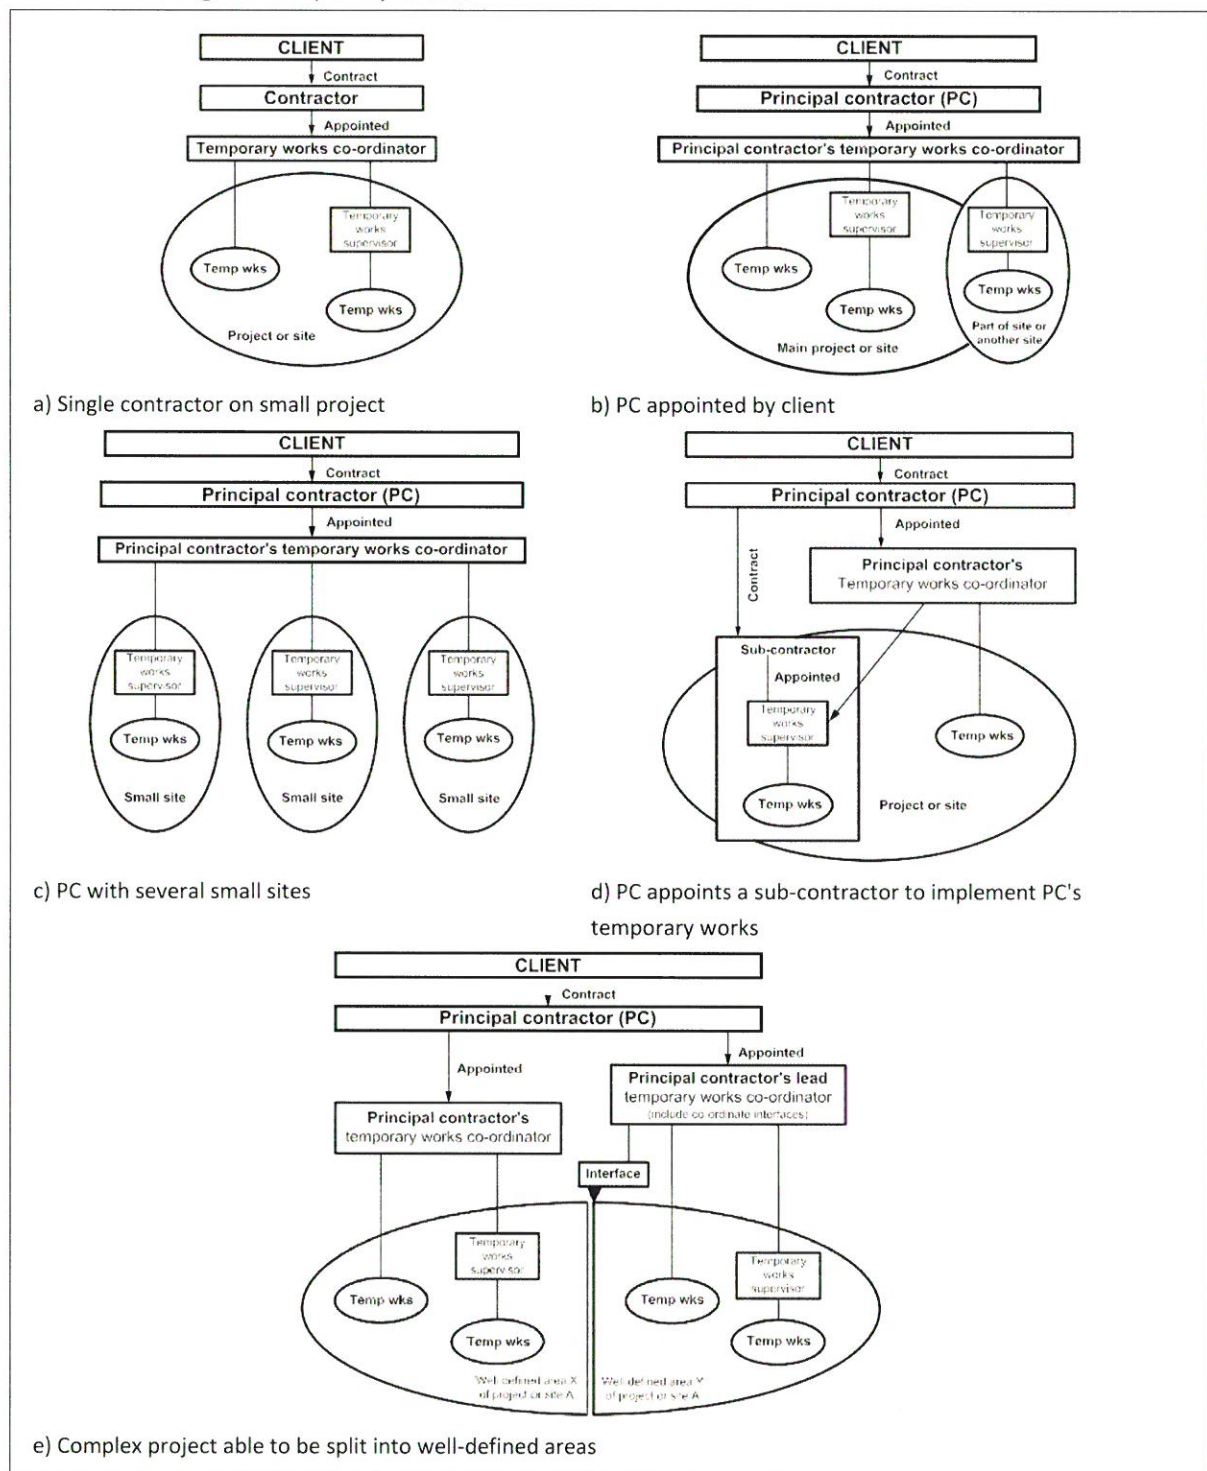 CLIENT
Contract
Contractor
Appointed
Temporary works co-ordinator
Temporary
works
supervisor
Temp wks
Temp wks
Project or site
a) Single contractor on small project
CLIENT
Contract
Principal contractor (PC)
Appointed
Principal contractor's temporary works co-ordinator
Temporary
works
supervisor
Temporary
works
supervisor
Temp wks
Temp wks
Temp wks
Part of site or
another site
Main project or site
b) PC appointed by client
CLIENT
Contract
Principal contractor (PC)
Appointed
Principal contractor's temporary works co-ordinator
Temporary
works
supervisor
Temporary
works
supervisor
Temporary
works
supervisor
Temp wks
Temp wks
Temp wks
Small site
Small site
Small site
c) PC with several small sites
CLIENT
Contract
Principal contractor (PC)
Appointed
Contract
Principal contractor's
Temporary works co-ordinator
Sub-contractor
Appointed
Temporary
works
supervisor
Temp wks
Temp wks
Project or site
d) PC appoints a sub-contractor to implement PC's
temporary works
CLIENT
Contract
Principal contractor (PC)
Appointed
Appointed
Principal contractor's lead
temporary works co-ordinator
(include co ordinate interfaces)
Principal contractor's
temporary works co-ordinator
Interface
Temporary
works
supervisor
Temporary
works
supervisor
Temp wks
Temp wks
Temp wks
Temp wks
Well defined area X
of project or site A
Well defined area Y
of project or site A
e) Complex project able to be split into well-defined areas